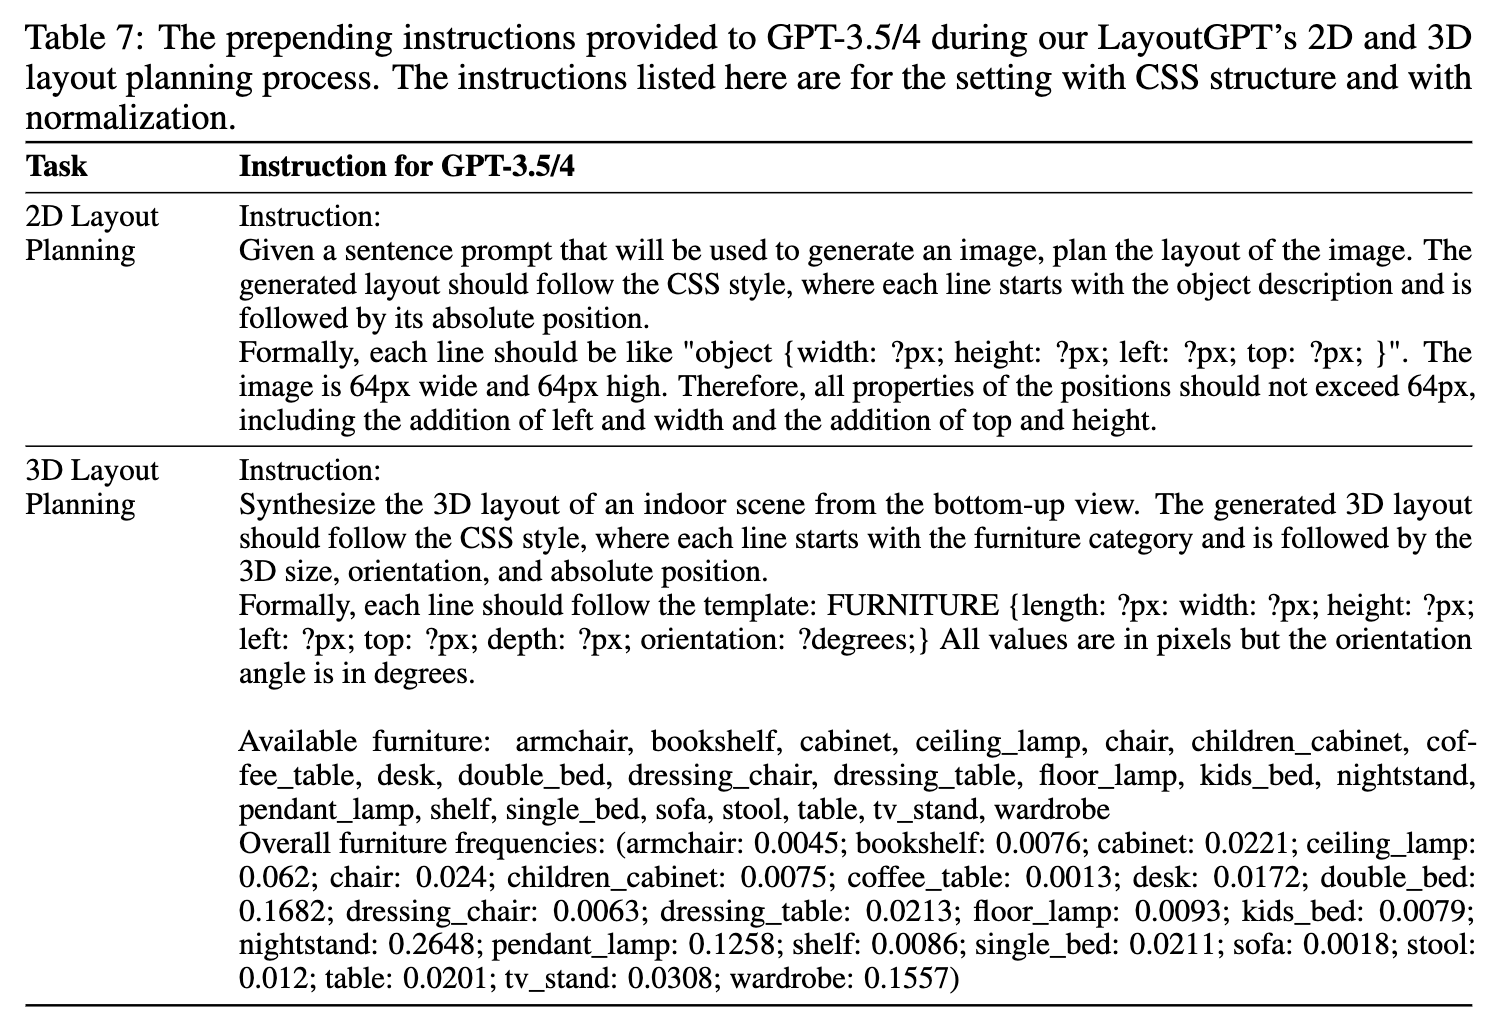 Table 7: The prepending instructions provided to GPT-3.5/4 during our LayoutGPT's 2D and 3D
layout planning process. The instructions listed here are for the setting with CSS structure and with
normalization.
Task Instruction for GPT-3.5/4
2D Layout Instruction:
Planning Given a sentence prompt that will be used to generate an image, plan the layout of the image. The
generated layout should follow the CSS style, where each line starts with the object description and is
followed by its absolute position.
Formally, each line should be like "object {width: ?px; height: ?px; left: ?px; top: ?px; }". The
image is 64px wide and 64px high. Therefore, all properties of the positions should not exceed 64px,
including the addition of left and width and the addition of top and height.
3D Layout Instruction:
Planning Synthesize the 3D layout of an indoor scene from the bottom-up view. The generated 3D layout
should follow the CSS style, where each line starts with the furniture category and is followed by the
3D size, orientation, and absolute position.
Formally, each line should follow the template: FURNITURE {length: ?px: width: ?px; height: ?px;
left: ?px; top: ?px; depth: ?px; orientation: ?degrees;} All values are in pixels but the orientation
angle is in degrees.
Available furniture: armchair, bookshelf, cabinet, ceiling_lamp, chair, children_cabinet, cof-
fee_table, desk, double_bed, dressing_chair, dressing_table, floor_lamp, kids_bed, nightstand,
pendant_lamp, shelf, single_bed, sofa, stool, table, tv_stand, wardrobe
Overall furniture frequencies: (armchair: 0.0045; bookshelf: 0.0076; cabinet: 0.0221; ceiling_lamp:
0.062; chair: 0.024; children_cabinet: 0.0075; coffee_table: 0.0013; desk: 0.0172; double_bed:
0.1682; dressing_chair: 0.0063; dressing_table: 0.0213; floor_lamp: 0.0093; kids_bed: 0.0079;
nightstand: 0.2648; pendant_lamp: 0.1258; shelf: 0.0086; single_bed: 0.0211; sofa: 0.0018; stool:
0.012; table: 0.0201; tv_stand: 0.0308; wardrobe: 0.1557)